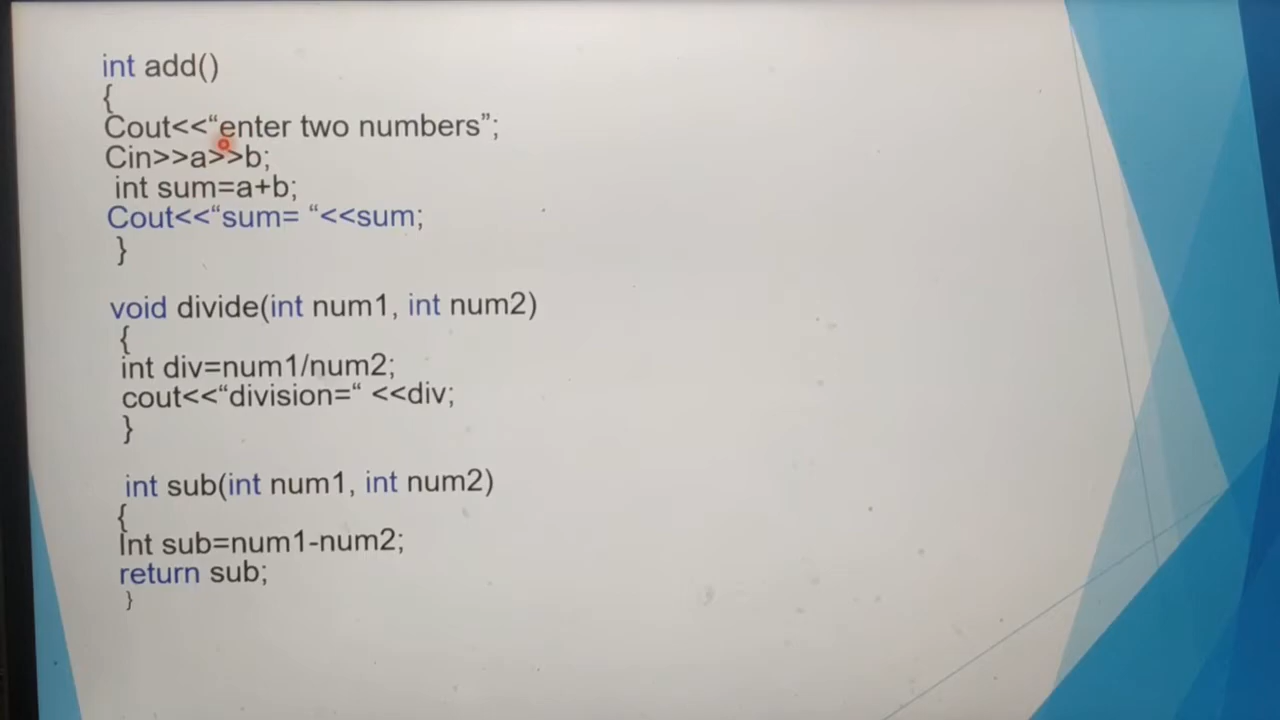 int add()
{
Cout<<“enter two numbers”;
Cin>>a>>b;
int sum=a+b;
Cout<<“sum= “<<sum;
}
void divide(int num1, int num2)
{
int div=num1/num2;
cout<<“division=“ <<div;
}
int sub(int num1, int num2)
{
Int sub=num1-num2;
return sub;
}